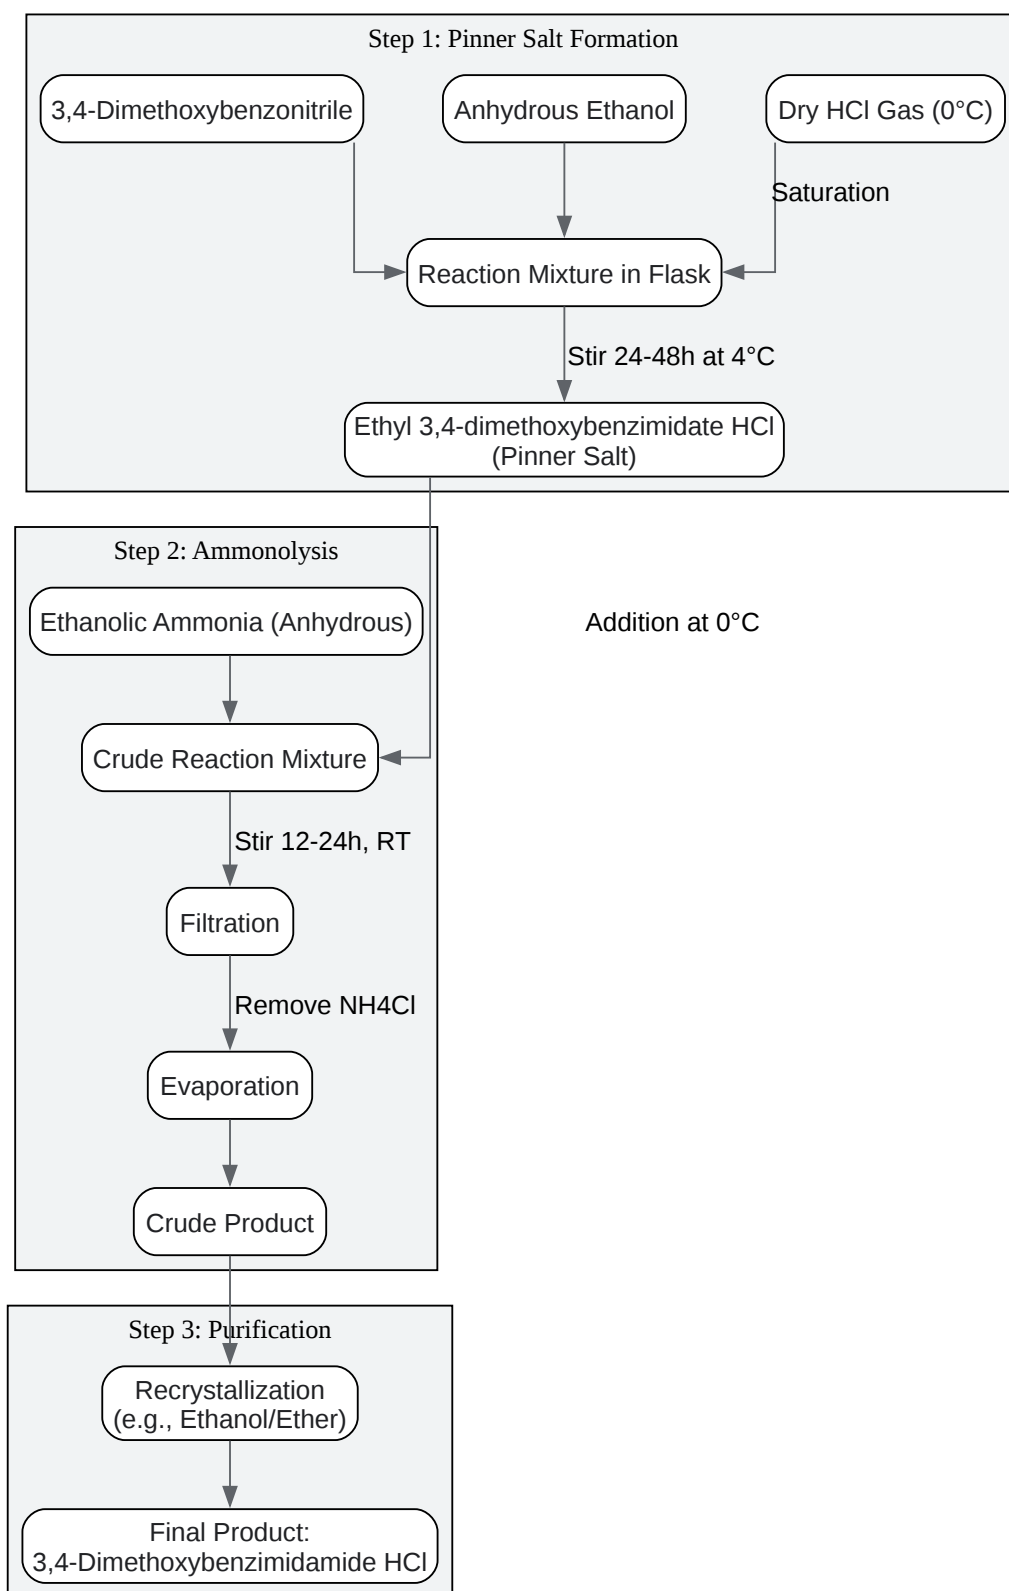 Step 1: Pinner Salt Formation
3,4-Dimethoxybenzonitrile
Anhydrous Ethanol
Dry HCl Gas (0°C)
Saturation
Reaction Mixture in Flask
Stir 24-48h at 4°C
Ethyl 3,4-dimethoxybenzimidate HCl
(Pinner Salt)
Step 2: Ammonolysis
Ethanolic Ammonia (Anhydrous)
Addition at 0°C
Crude Reaction Mixture
Stir 12-24h, RT
Filtration
Remove NH4Cl
Evaporation
Crude Product
Step 3: Purification
Recrystallization
(e.g., Ethanol/Ether)
Final Product:
3,4-Dimethoxybenzimidamide HCl